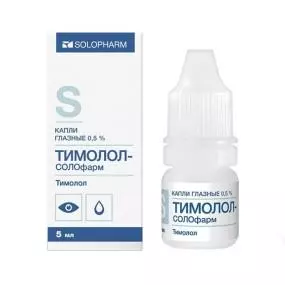 SOLOPHARM
S
КАПЛИ
ГЛАЗНЫЕ 0,5 %
ТИМОЛОЛ-
СОЛОфарм
Тимолол
5 мл
КАПЛИ ГЛАЗНЫЕ 0,5%
ТИМОЛОЛ-
СОЛОфарм
Тимолол